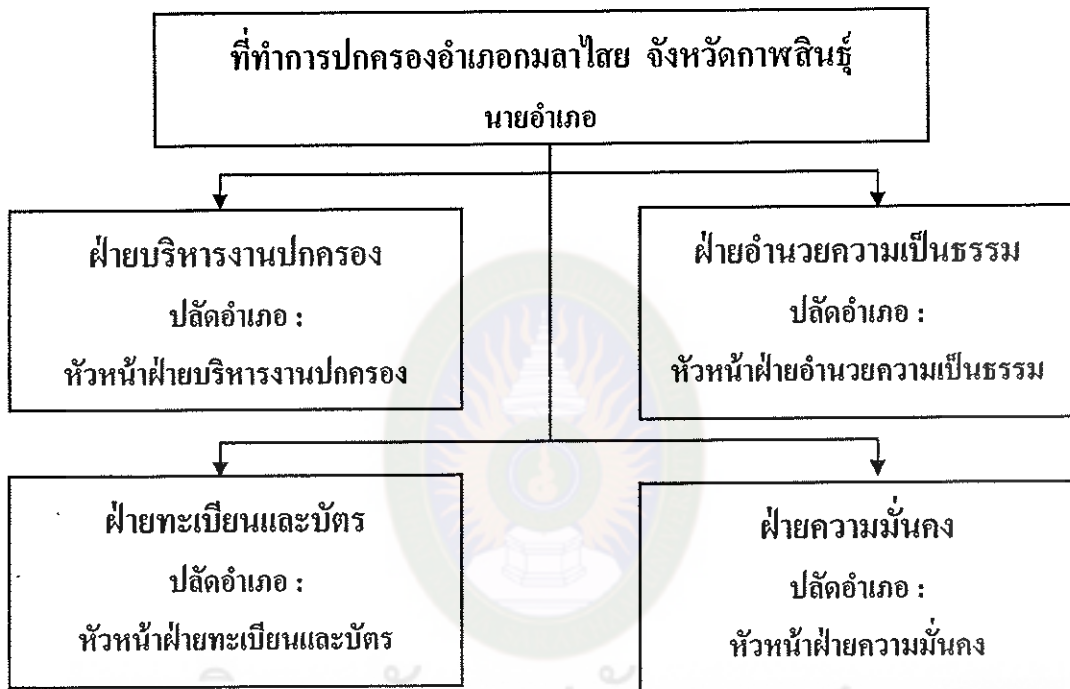 ที่ทำการปกครองอำเภอกมลาไสย จังหวัดกาฬสินธุ์
นายอำเภอ
ฝ่ายบริหารงานปกครอง
ปลัดอำเภอ :
หัวหน้าฝ่ายบริหารงานปกครอง
ฝ่ายอำนวยความเป็นธรรม
ปลัดอำเภอ :
หัวหน้าฝ่ายอำนวยความเป็นธรรม
ฝ่ายทะเบียนและบัตร
ปลัดอำเภอ :
หัวหน้าฝ่ายทะเบียนและบัตร
ฝ่ายความมั่นคง
ปลัดอำเภอ :
หัวหน้าฝ่ายความมั่นคง